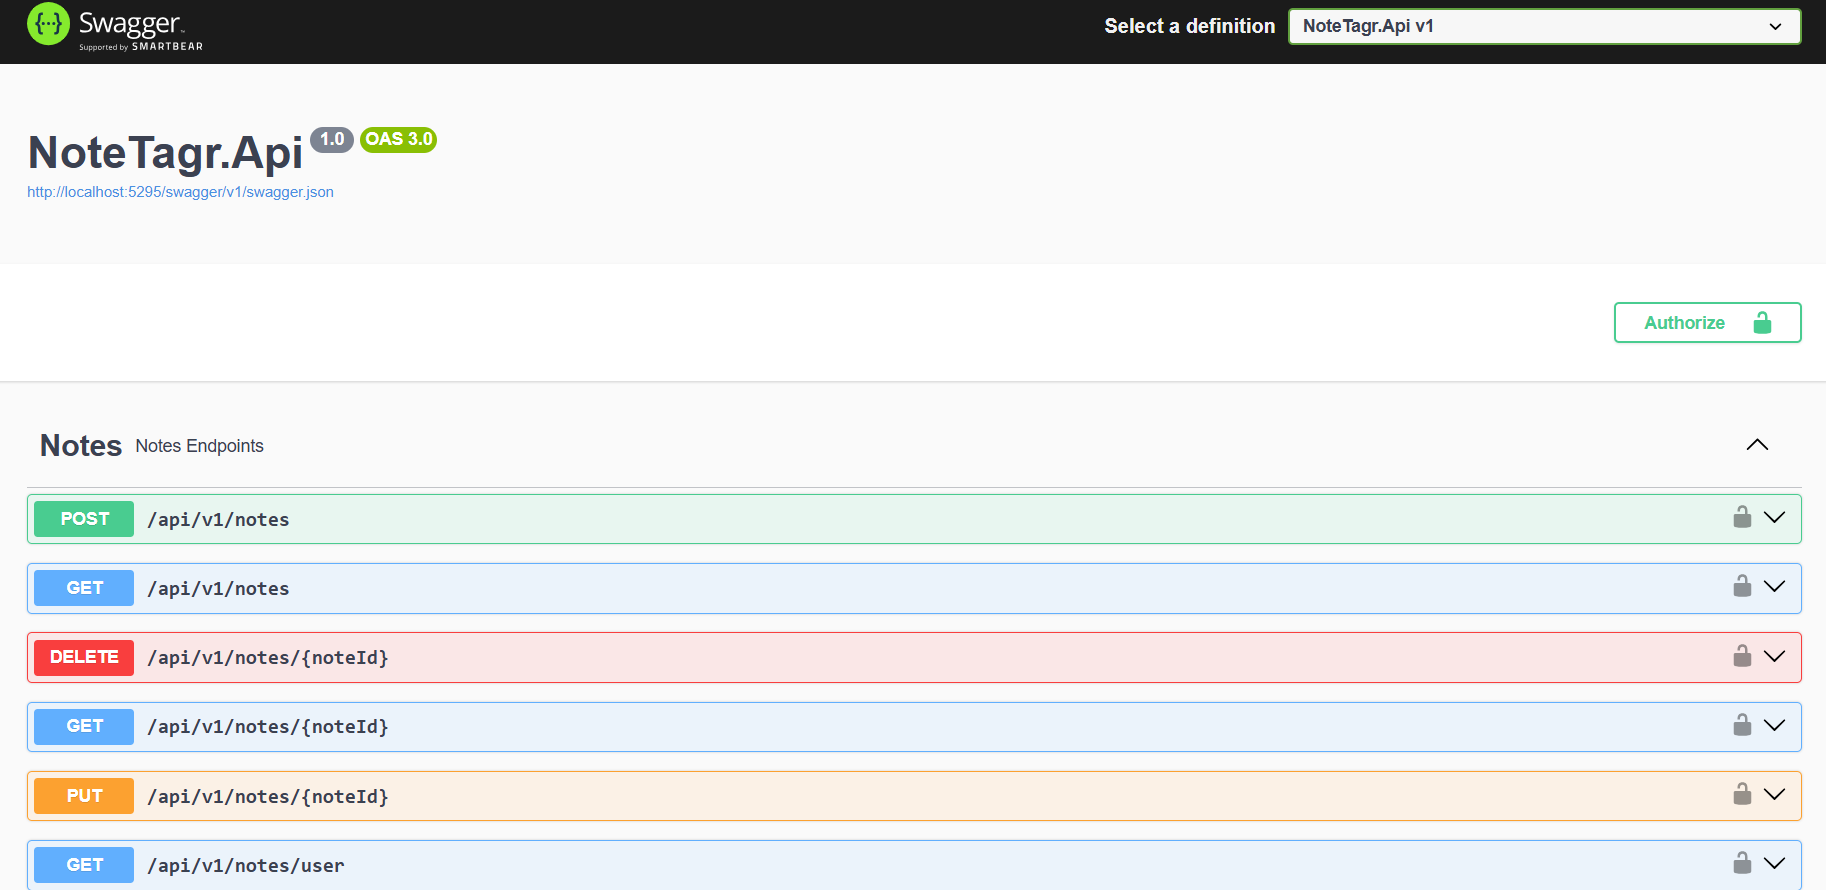 Swagger
Supported by SMARTBEAR
Select a definition
NoteTagr.Api v1
NoteTagr.Api 1.0 OAS 3.0
http://localhost:5295/swagger/v1/swagger.json
Authorize
Notes Notes Endpoints
POST /api/v1/notes
GET /api/v1/notes
DELETE /api/v1/notes/{noteId}
GET /api/v1/notes/{noteId}
PUT /api/v1/notes/{noteId}
GET /api/v1/notes/user